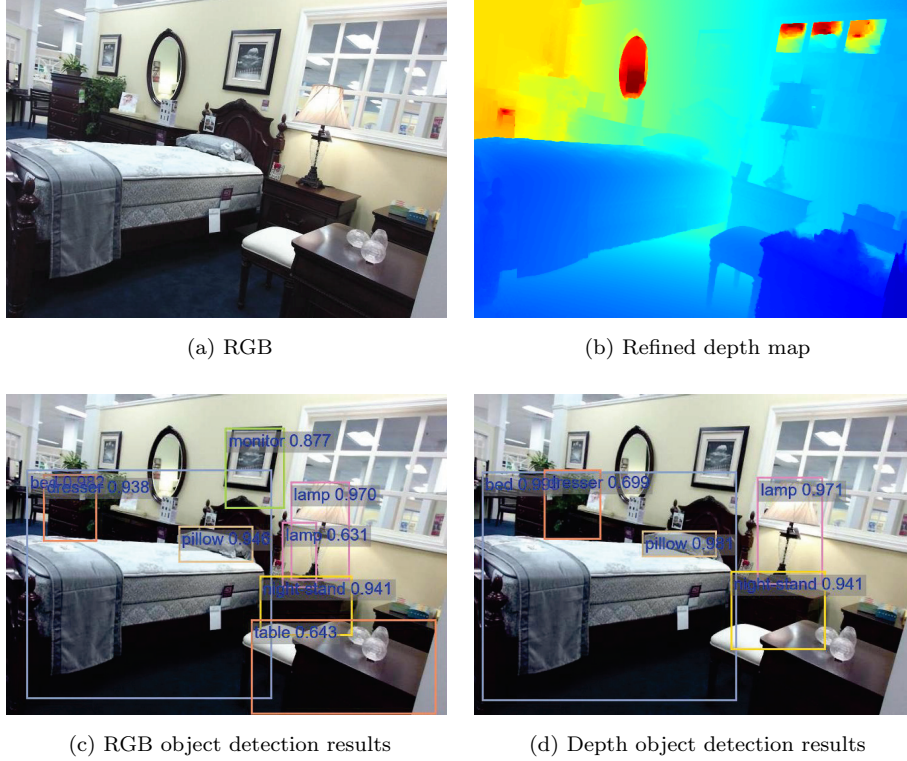 (a) RGB
(b) Refined depth map
monitor 0.877
dresser 0.938
lamp 0.970
lamp 0.631
pillow
night-stand 0.941
table 0.643
dresser 0.699
lamp 0.971
pillow
night-stand 0.941
(c) RGB object detection results
(d) Depth object detection results